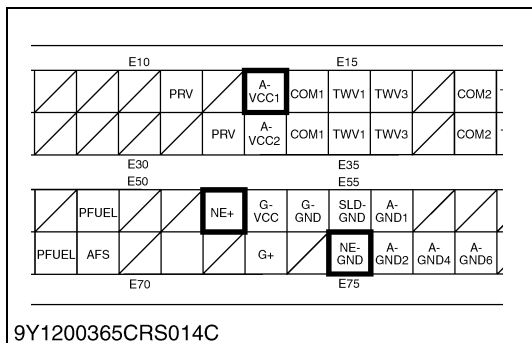 E10 E15
PRV A-VCC1 COM1 TWV1 TWV3 COM2
PRV A-VCC2 COM1 TWV1 TWV3 COM2
E30 E35
E50 E55
PFUEL NE+ G-VCC G-GND SLD-GND A-GND1
PFUEL AFS G+ NE-GND A-GND2 A-GND4 A-GND6
E70 E75
9Y1200365CRS014C